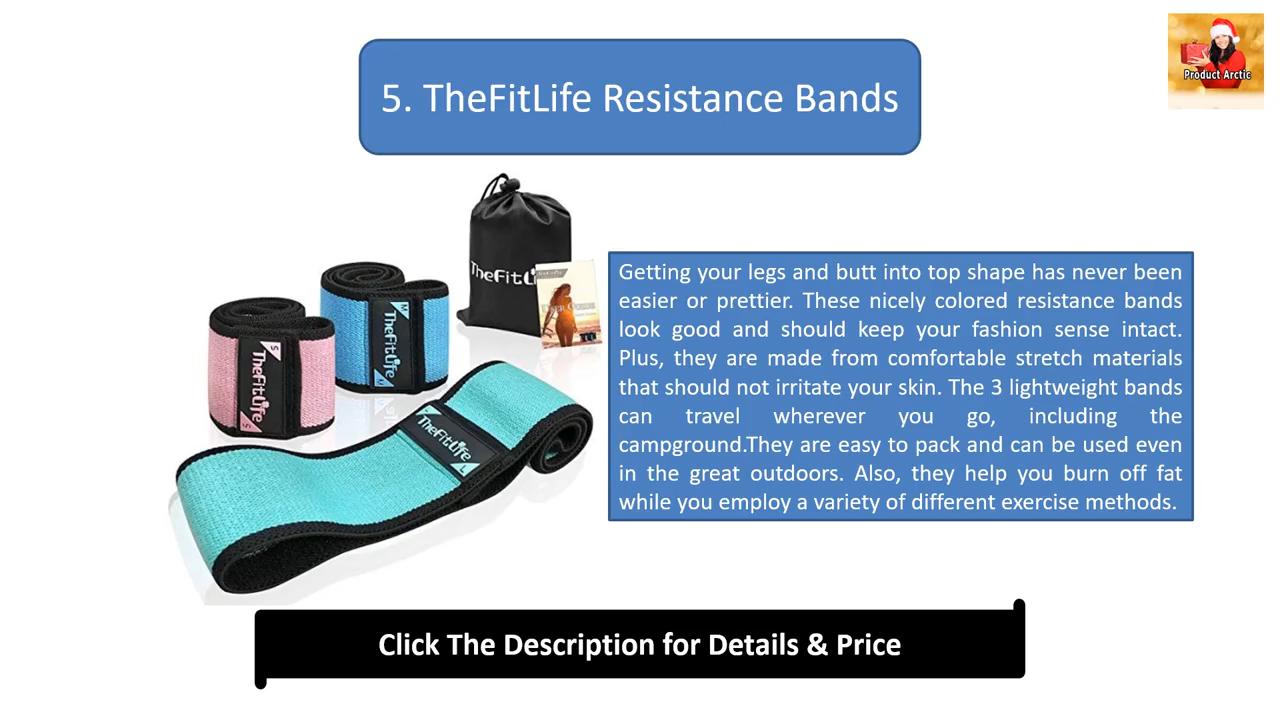 Product Arctic
5. TheFitLife Resistance Bands
TheFitLi
Getting your legs and butt into top shape has never been
easier or prettier. These nicely colored resistance bands
look good and should keep your fashion sense intact.
Plus, they are made from comfortable stretch materials
that should not irritate your skin. The 3 lightweight bands
can travel wherever you go, including the
campground.They are easy to pack and can be used even
in the great outdoors. Also, they help you burn off fat
while you employ a variety of different exercise methods.
M
TheFitLife
M
S
TheFitLife
S
TheFitLife
L
Click The Description for Details & Price